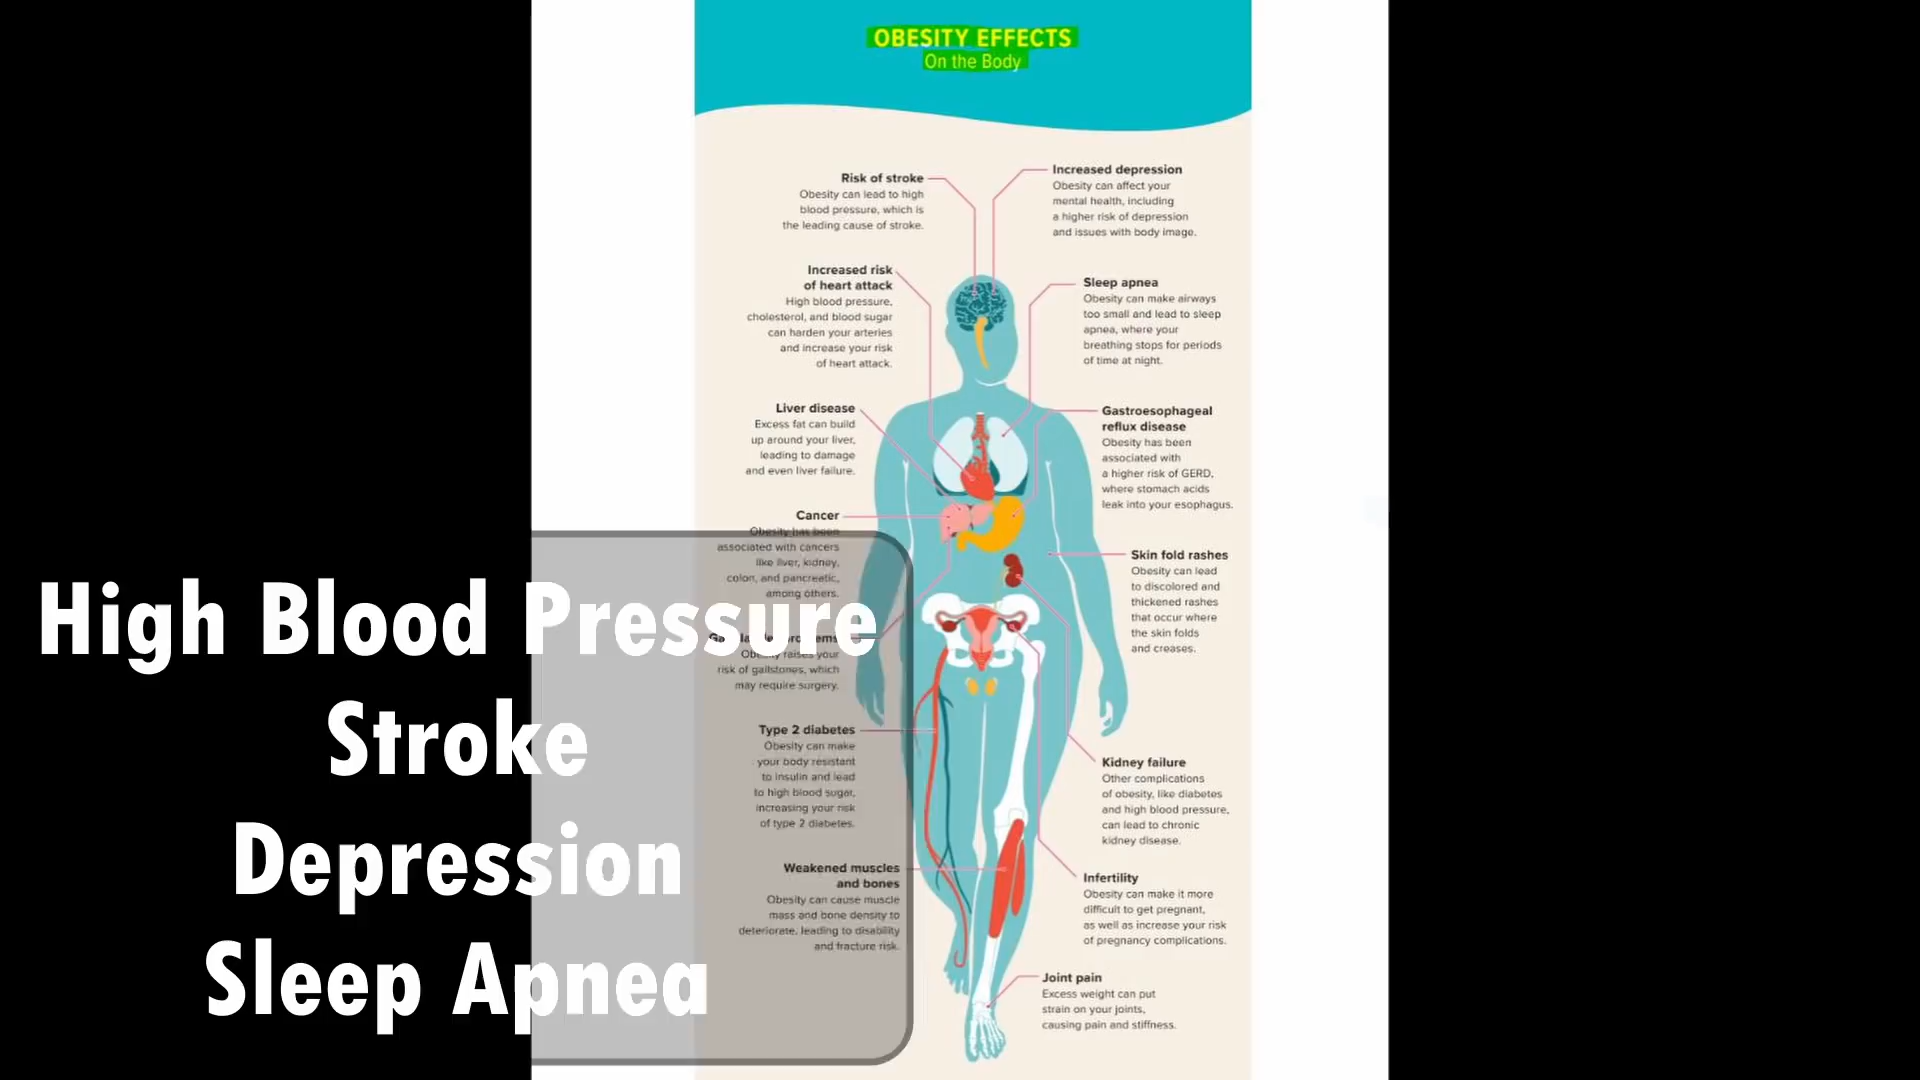 OBESITY EFFECTS
On the Body
Risk of stroke
Obesity can lead to high
blood pressure, which is
the leading cause of stroke.
Increased risk
of heart attack
High blood pressure,
cholesterol, and blood sugar
can harden your arteries
and increase your risk
of heart attack.
Liver disease
Excess fat can build
up around your liver,
leading to damage
and even liver failure.
Cancer
Obesity has been
associated with cancers
like liver, kidney,
colon, and pancreatic,
among others.
Obesity raises your
risk of gallstones, which
may require surgery.
Type 2 diabetes
Obesity can make
your body resistant
to insulin and lead
to high blood sugar,
increasing your risk
of type 2 diabetes.
Weakened muscles
and bones
Obesity can cause muscle
mass and bone density to
deteriorate, leading to disability
and fracture risk.
Increased depression
Obesity can affect your
mental health, including
a higher risk of depression
and issues with body image.
Sleep apnea
Obesity can make airways
too small and lead to sleep
apnea, where your
breathing stops for periods
of time at night.
Gastroesophageal
reflux disease
Obesity has been
associated with
a higher risk of GERD,
where stomach acids
leak into your esophagus.
Skin fold rashes
Obesity can lead
to discolored and
thickened rashes
that occur where
the skin folds
and creases.
Kidney failure
Other complications
of obesity, like diabetes
and high blood pressure,
can lead to chronic
kidney disease.
Infertility
Obesity can make it more
difficult to get pregnant,
as well as increase your risk
of pregnancy complications.
Joint pain
Excess weight can put
strain on your joints,
causing pain and stiffness.
High Blood Pressure
Stroke
Depression
Sleep Apnea